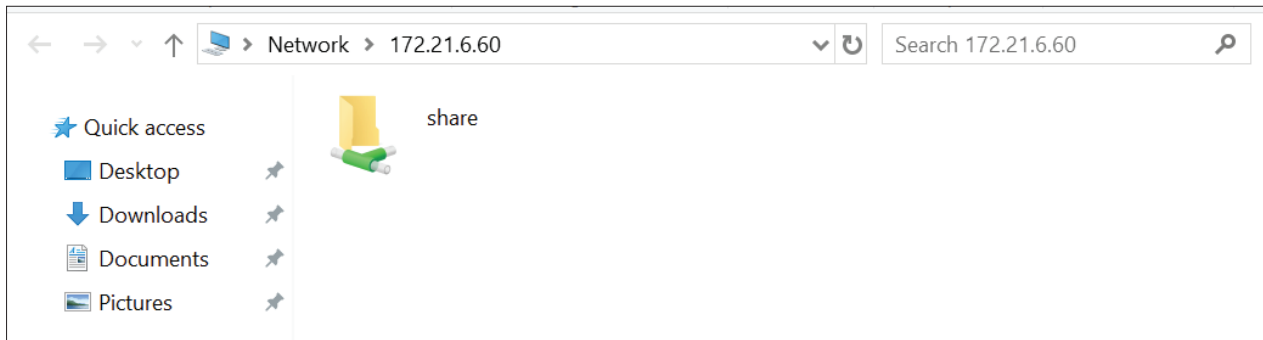 Network > 172.21.6.60
Search 172.21.6.60
Quick access
share
Desktop
Downloads
Documents
Pictures